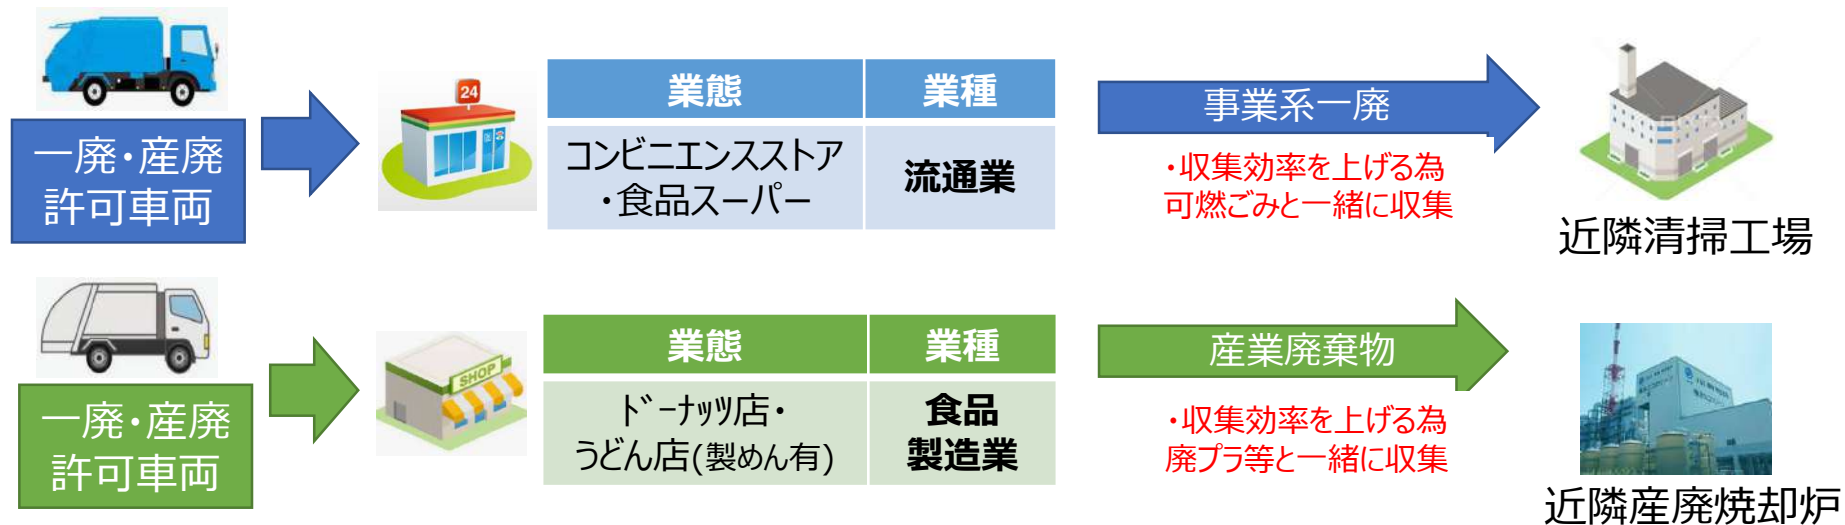 一廃・産廃
許可車両
24
業態 業種
コンビニエンスストア
・食品スーパー
流通業
事業系一廃
・収集効率を上げる為
可燃ごみと一緒に収集
近隣清掃工場
一廃・産廃
許可車両
SHOP
業態 業種
ﾄﾞｰﾅｯﾂ店・
うどん店(製めん有)
食品
製造業
産業廃棄物
・収集効率を上げる為
廃プラ等と一緒に収集
近隣産廃焼却炉